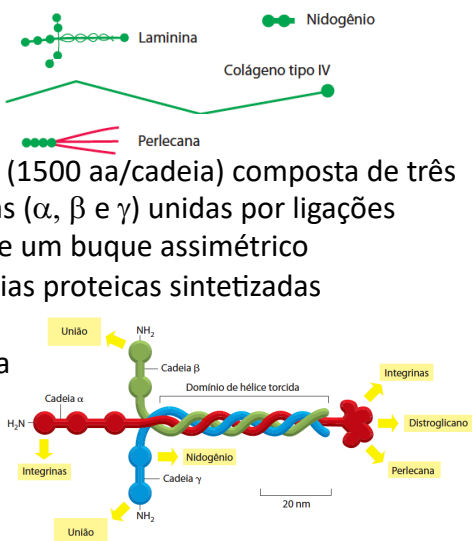 Nidogênio
Laminina
Colágeno tipo IV
Perlecana
(1500 aa/cadeia) composta de três
as (α, β e γ) unidas por ligações
e um buque assimétrico
ias proteicas sintetizadas
a
União
NH2
Cadeia β
Domínio de hélice torcida
Integrinas
Cadeia α
H2N
Distroglicano
Nidogênio
Integrinas
Cadeia γ
Perlecana
20 nm
NH2
União